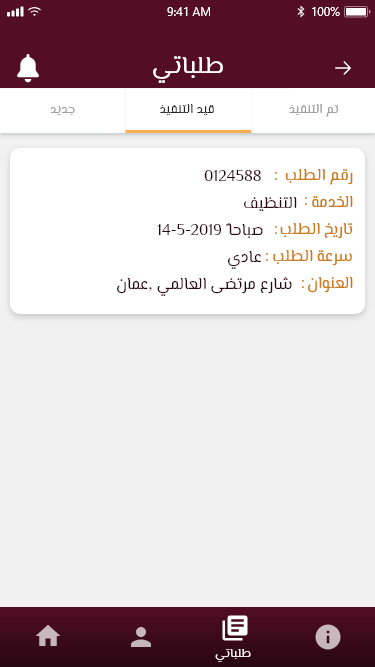 9:41 AM
100%
طلباتي
تم التنفيذ
قيد التنفيذ
جديد
رقم الطلب : 0124588
الخدمة : التنظيف
تاريخ الطلب : صباحاً 2019-5-14
سرعة الطلب : عادي
العنوان : شارع مرتضى العالمي ,عمان
طلباتي